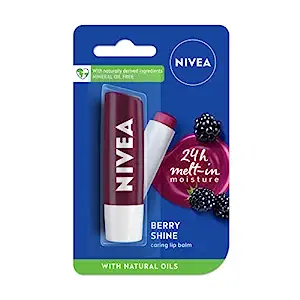 With naturally derived ingredients
MINERAL OIL FREE
NIVEA
NIVEA
24h
melt-in
moisture
BERRY
SHINE
caring lip balm
WITH NATURAL OILS